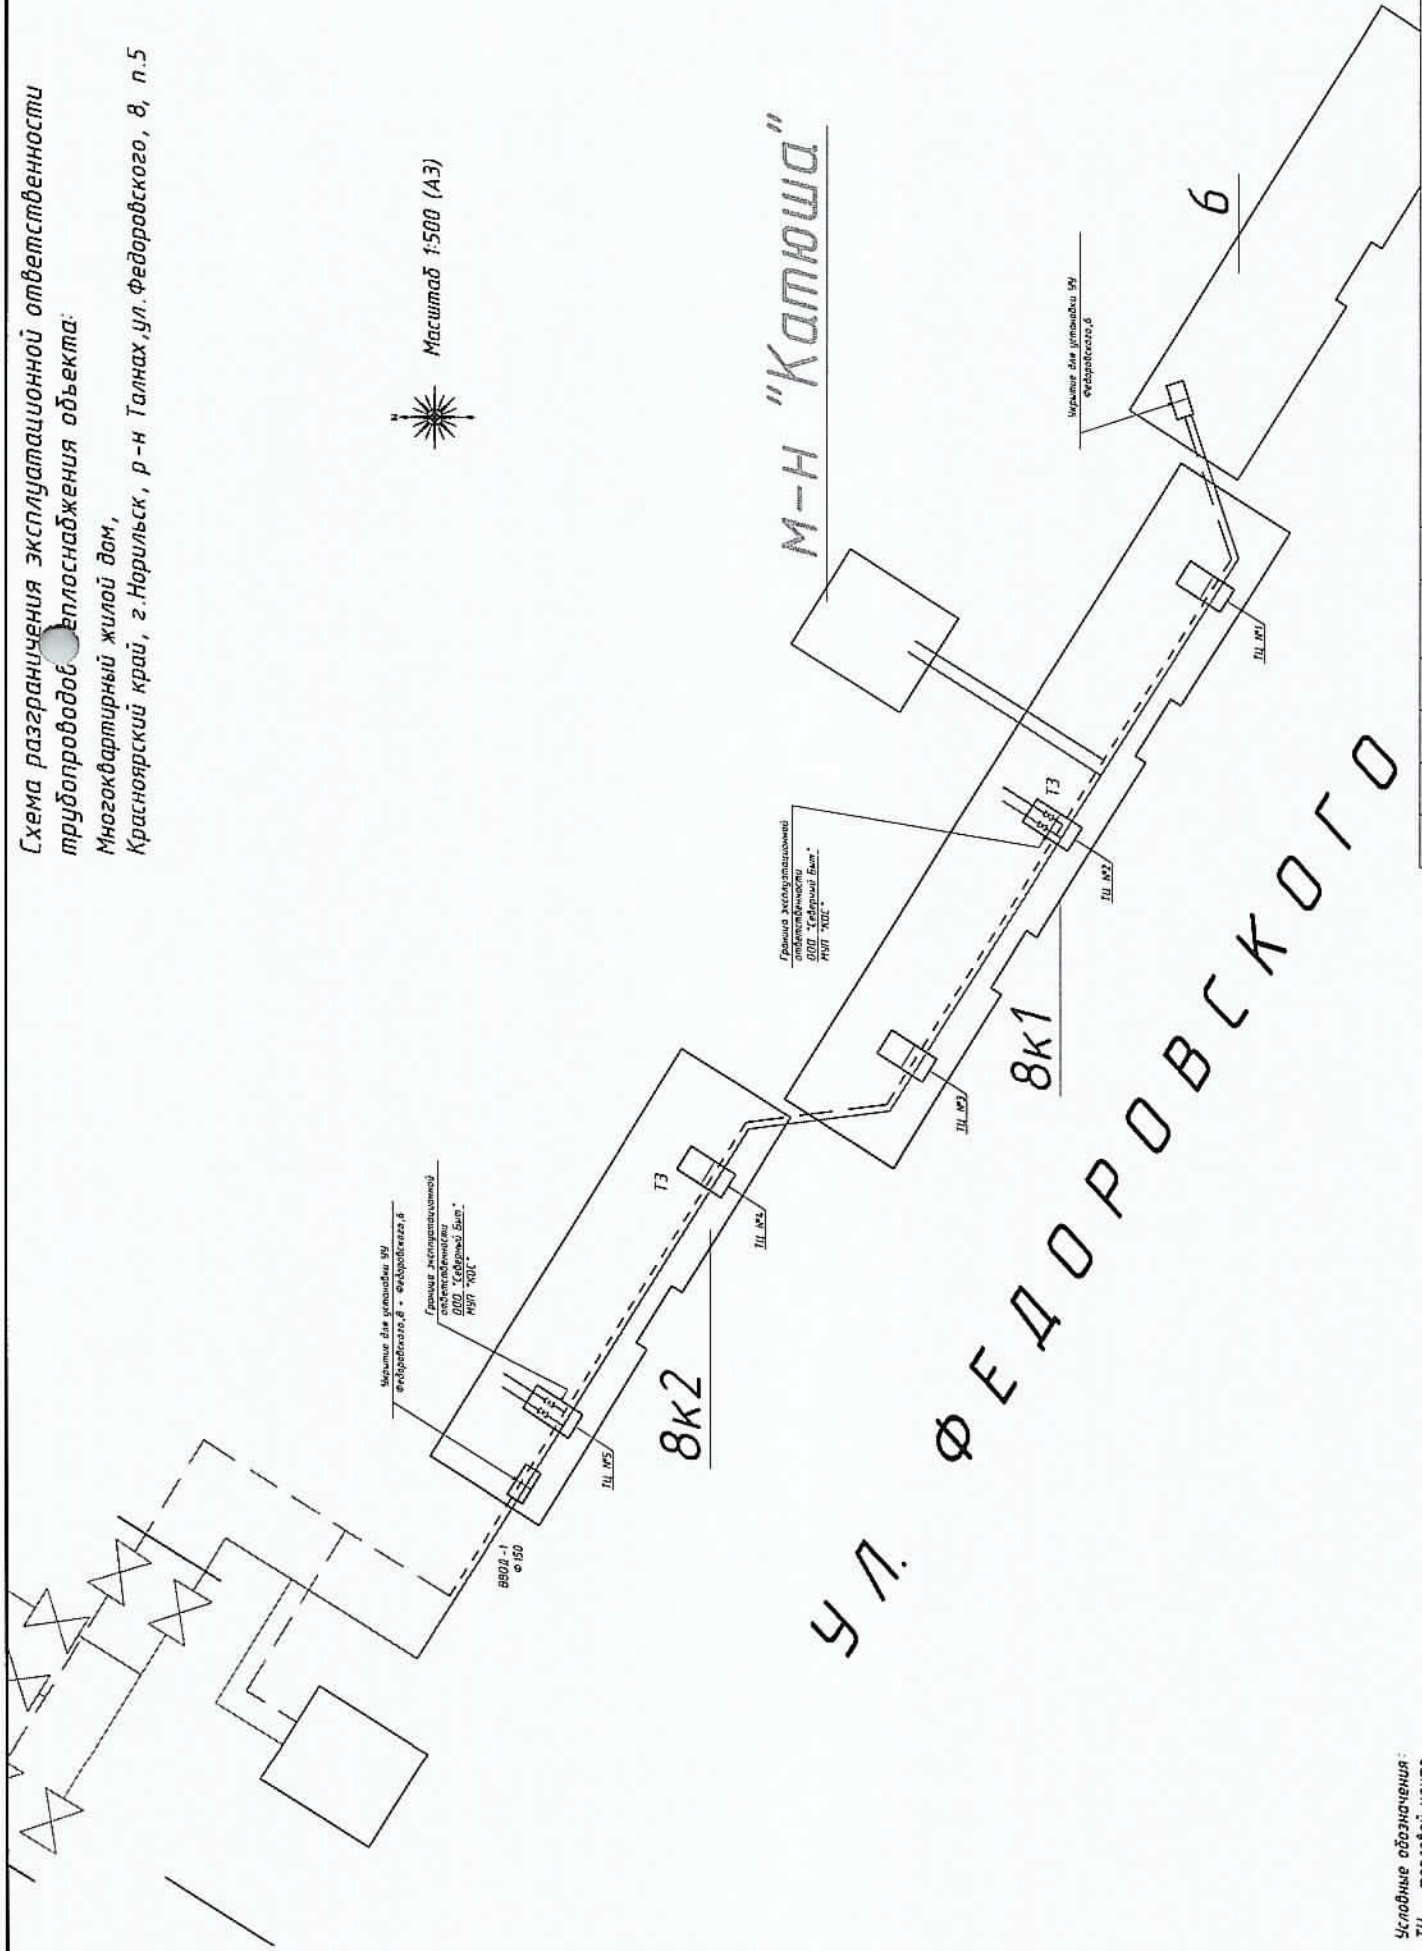 Схема разграничения эксплуатационной ответственности
трубопроводов еплоснабжения объекта:
Многоквартирный жилой дом,
Красноярский край, г.Норильск, р-н Талнах,ул.Федоровского, 8, п.5
N
Масштаб 1:500 (А3)
м-н "Катюша"
Укрытие для установки УУ
Федоровского,8 - Федоровского,6
Граница эксплуатационной
ответственности
ООО "Северный Быт"
МУП "КОС"
ВВОД-1
Ф150
ТЦ №5
8к2
Т3
ТЦ №4
Граница эксплуатационной
ответственности
ООО "Северный Быт"
МУП "КОС"
ТЦ №3
8к1
Т3
ТЦ №2
ТЦ №1
Укрытие для установки УУ
Федоровского,6
6
УЛ. ФЕДОРОВСКОГО
Условные обозначения: